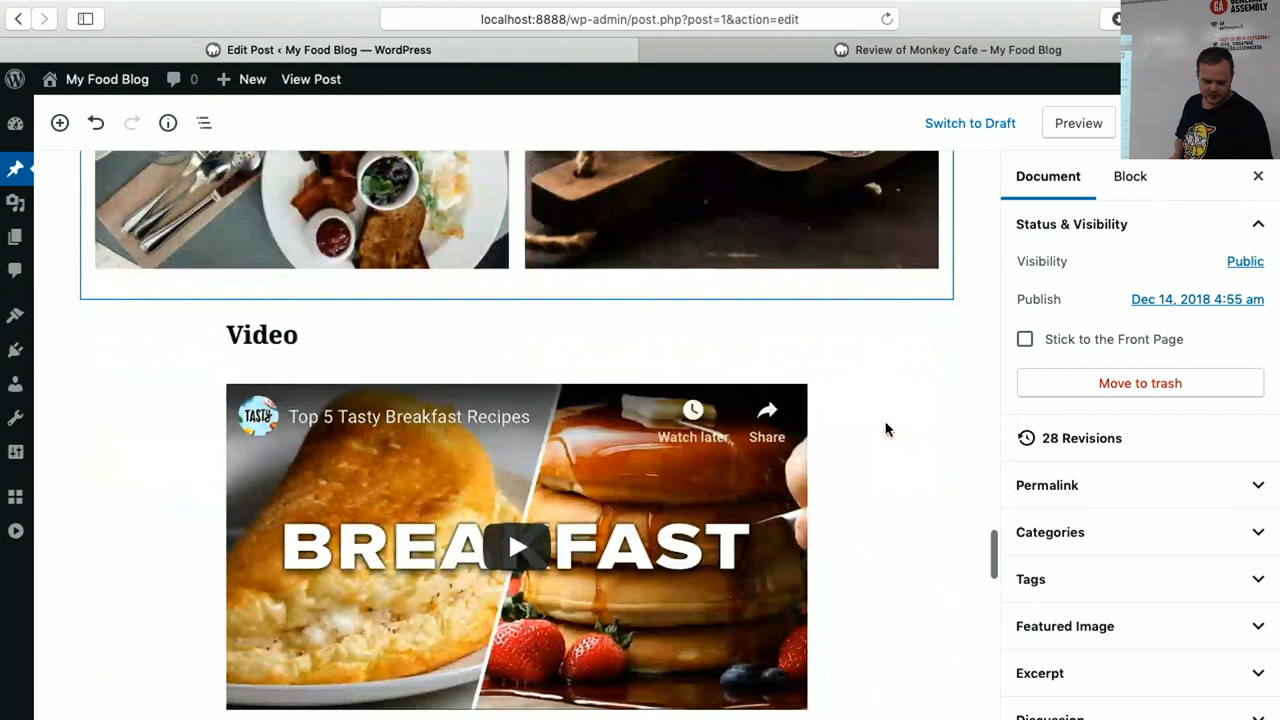 localhost:8888/wp-admin/post.php?post=1&action=edit
Edit Post ‹ My Food Blog — WordPress
Review of Monkey Cafe – My Food Blog
My Food Blog
0
New
View Post
GA
ASSEMBLY
Switch to Draft
Preview
Document
Block
Status & Visibility
Visibility
Public
Publish
Dec 14, 2018 4:55 am
Stick to the Front Page
Move to trash
28 Revisions
Permalink
Categories
Tags
Featured Image
Excerpt
Video
TASTY
Top 5 Tasty Breakfast Recipes
Watch later
Share
BREAKFAST